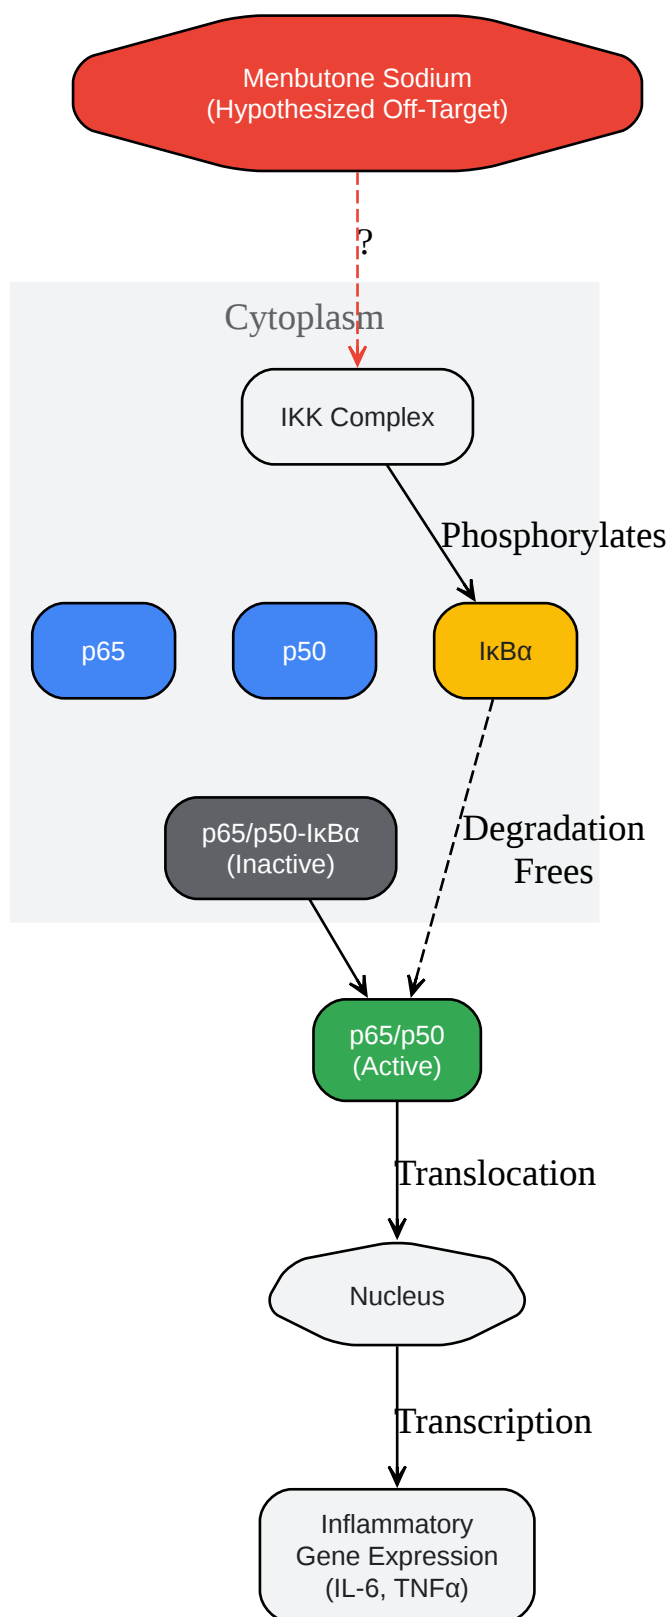 Menbutone Sodium
(Hypothesized Off-Target)
?
Cytoplasm
IKK Complex
Phosphorylates
p65
p50
IκBα
p65/p50-IκBα
(Inactive)
Degradation
Frees
p65/p50
(Active)
Translocation
Nucleus
Transcription
Inflammatory
Gene Expression
(IL-6, TNFα)